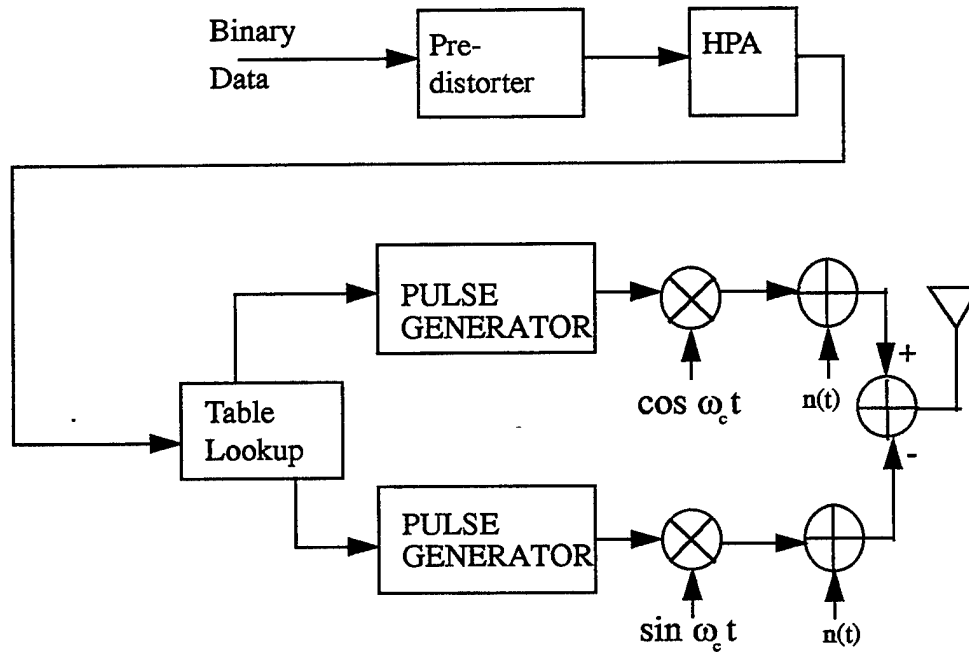 Binary
Data
Pre-
distorter
HPA
PULSE
GENERATOR
cos ω_c t
n(t)
+
Table
Lookup
-
PULSE
GENERATOR
sin ω_c t
n(t)